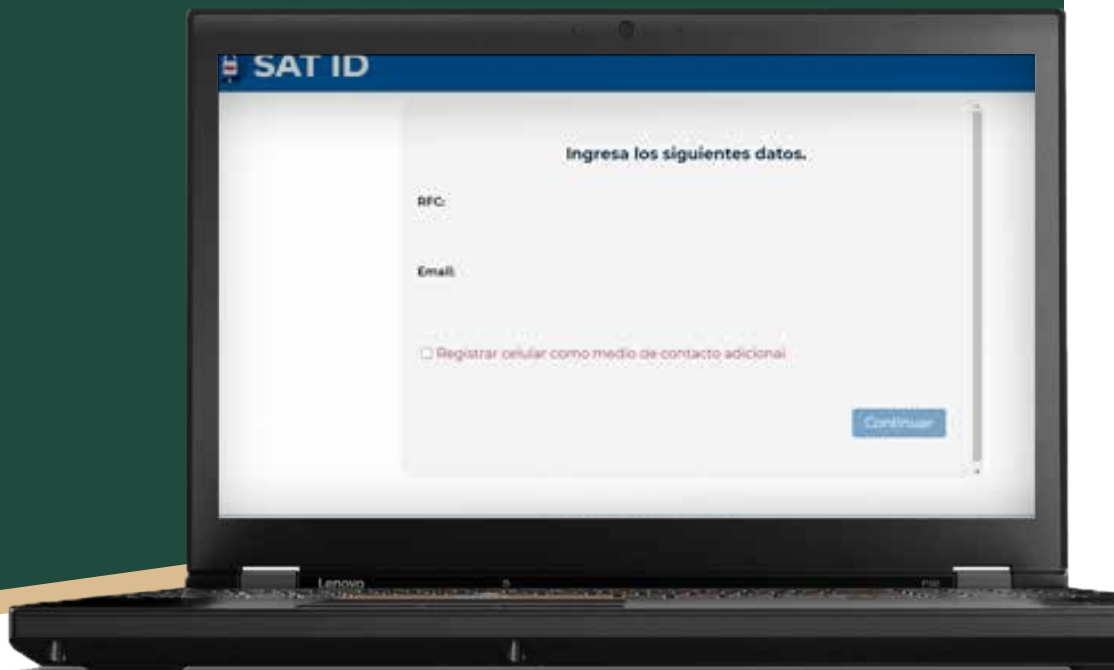 SAT ID
Ingresa los siguientes datos.
RFC:
Email:
Registrar celular como medio de contacto adicional
Continuar
Lenovo